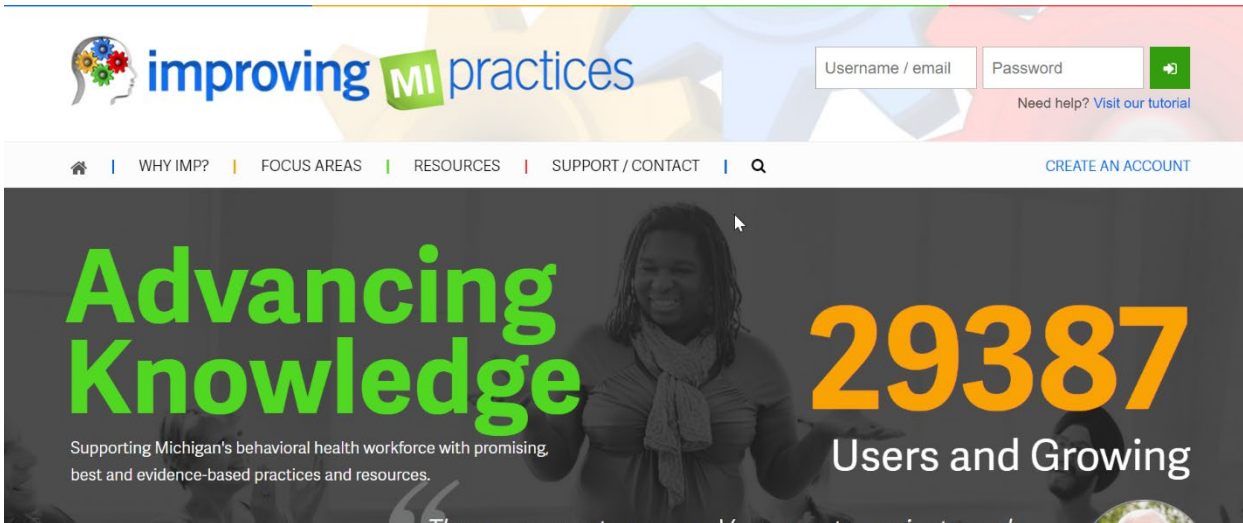 improving MI practices
Username / email
Password
Need help? Visit our tutorial
WHY IMP?
FOCUS AREAS
RESOURCES
SUPPORT / CONTACT
CREATE AN ACCOUNT
Advancing
Knowledge
Supporting Michigan's behavioral health workforce with promising,
best and evidence-based practices and resources.
29387
Users and Growing